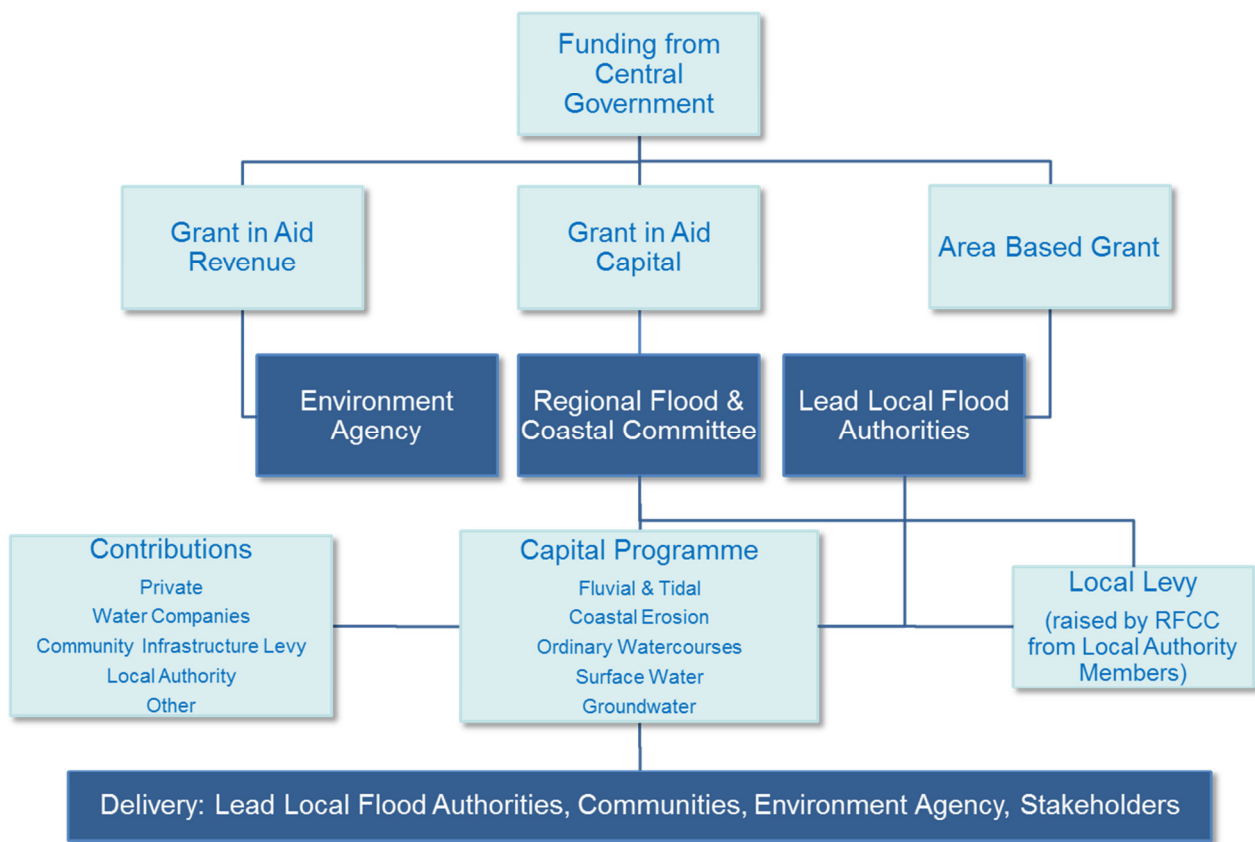 Funding from
Central
Government
Grant in Aid
Revenue
Grant in Aid
Capital
Area Based Grant
Environment
Agency
Regional Flood &
Coastal Committee
Lead Local Flood
Authorities
Contributions
Private
Water Companies
Community Infrastructure Levy
Local Authority
Other
Capital Programme
Fluvial & Tidal
Coastal Erosion
Ordinary Watercourses
Surface Water
Groundwater
Local Levy
(raised by RFCC
from Local Authority
Members)
Delivery: Lead Local Flood Authorities, Communities, Environment Agency, Stakeholders